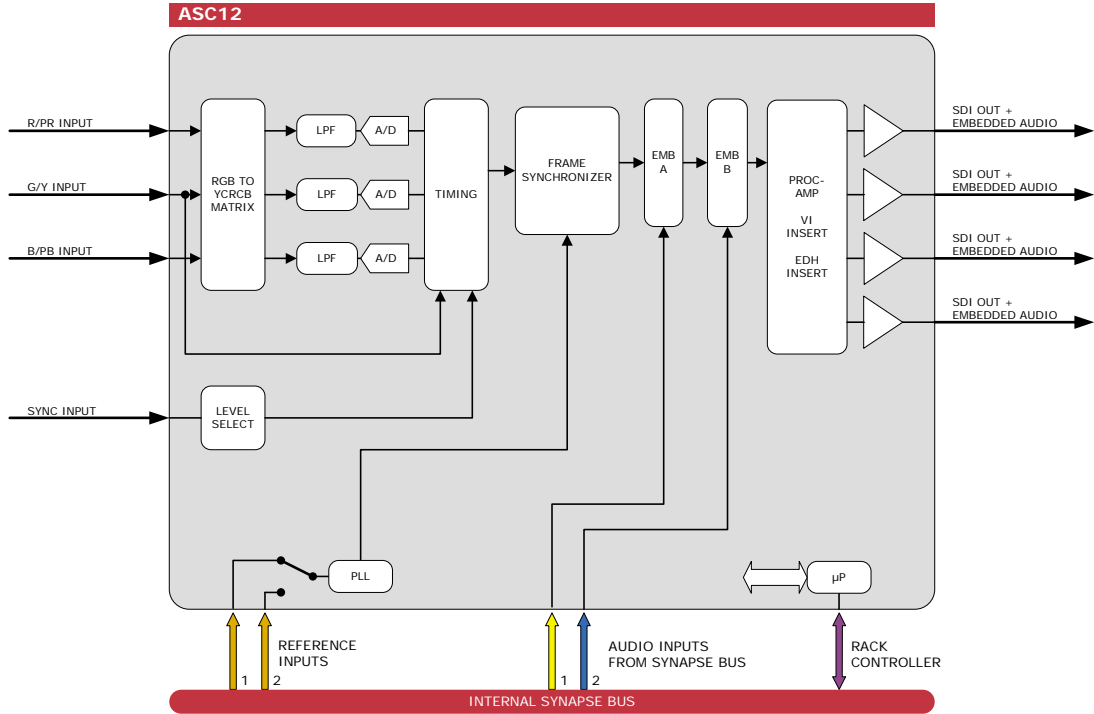 ASC12
R/PR INPUT
G/Y INPUT
B/PB INPUT
SYNC INPUT
RGB TO
YCRCB
MATRIX
LPF
A/D
LPF
A/D
LPF
A/D
TIMING
FRAME
SYNCHRONIZER
EMB
A
EMB
B
PROC-
AMP
VI
INSERT
EDH
INSERT
SDI OUT +
EMBEDDED AUDIO
SDI OUT +
EMBEDDED AUDIO
SDI OUT +
EMBEDDED AUDIO
SDI OUT +
EMBEDDED AUDIO
LEVEL
SELECT
PLL
µP
REFERENCE
INPUTS
1
2
AUDIO INPUTS
FROM SYNAPSE BUS
1
2
RACK
CONTROLLER
INTERNAL SYNAPSE BUS